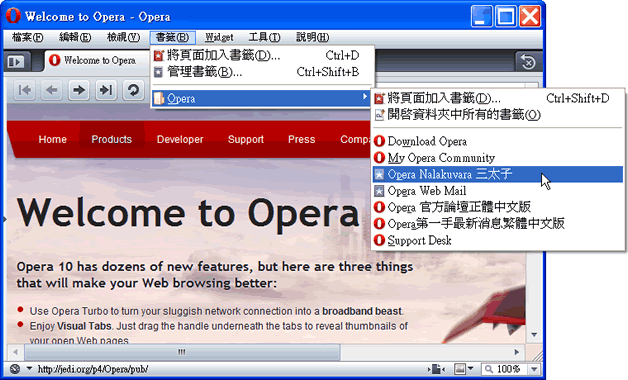 Welcome to Opera - Opera
檔案(F) 編輯(E) 檢視(V) 書籤(B) Widget 工具(T) 說明(H)
Welcome to Opera
將頁面加入書籤(D)... Ctrl+D
管理書籤(B)... Ctrl+Shift+B
Opera
將頁面加入書籤(D)... Ctrl+Shift+D
開啓資料夾中所有的書籤(O)
Download Opera
My Opera Community
Opera Nalakuvara 三太子
Opera Web Mail
Opera 官方論壇正體中文版
Opera第一手最新消息繁體中文版
Support Desk
Home Products Developer Support Press
Welcome to Opera
Opera 10 has dozens of new features, but here are three things
that will make your Web browsing better:
Use Opera Turbo to turn your sluggish network connection into a broadband beast.
Enjoy Visual Tabs. Just drag the handle underneath the tabs to reveal thumbnails of
your open Web pages
http://jedi.org/p4/Opera/pub/ 100%